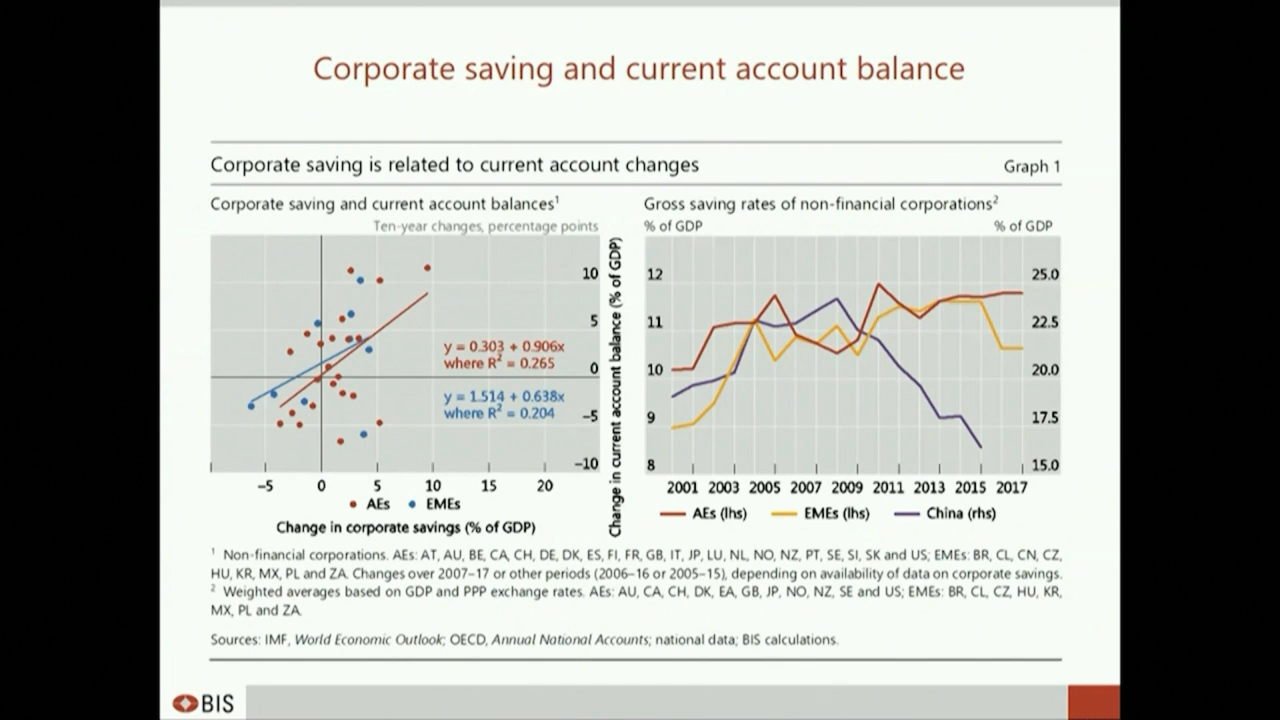 Corporate saving and current account balance
Corporate saving is related to current account changes
Graph 1
Corporate saving and current account balances¹
Ten-year changes, percentage points
10
5
0
−5
−10
Change in current account balance (% of GDP)
y = 0.303 + 0.906x
where R² = 0.265
y = 1.514 + 0.638x
where R² = 0.204
−5 0 5 10 15 20
AEs EMEs
Change in corporate savings (% of GDP)
Gross saving rates of non-financial corporations²
% of GDP % of GDP
12 25.0
11 22.5
10 20.0
9 17.5
8 15.0
2001 2003 2005 2007 2009 2011 2013 2015 2017
AEs (lhs) EMEs (lhs) China (rhs)
¹ Non-financial corporations. AEs: AT, AU, BE, CA, CH, DE, DK, ES, FI, FR, GB, IT, JP, LU, NL, NO, NZ, PT, SE, SI, SK and US; EMEs: BR, CL, CN, CZ,
HU, KR, MX, PL and ZA. Changes over 2007–17 or other periods (2006–16 or 2005–15), depending on availability of data on corporate savings.
² Weighted averages based on GDP and PPP exchange rates. AEs: AU, CA, CH, DK, EA, GB, JP, NO, NZ, SE and US; EMEs: BR, CL, CZ, HU, KR,
MX, PL and ZA.
Sources: IMF, World Economic Outlook; OECD, Annual National Accounts; national data; BIS calculations.
BIS